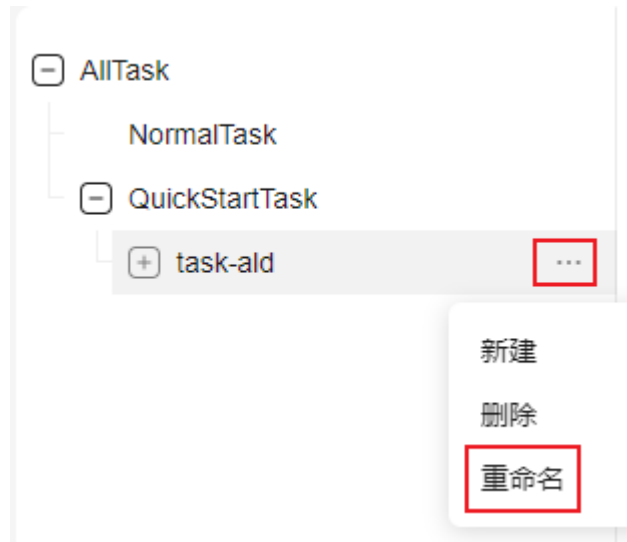 AllTask
NormalTask
QuickStartTask
task-ald
...
新建
删除
重命名